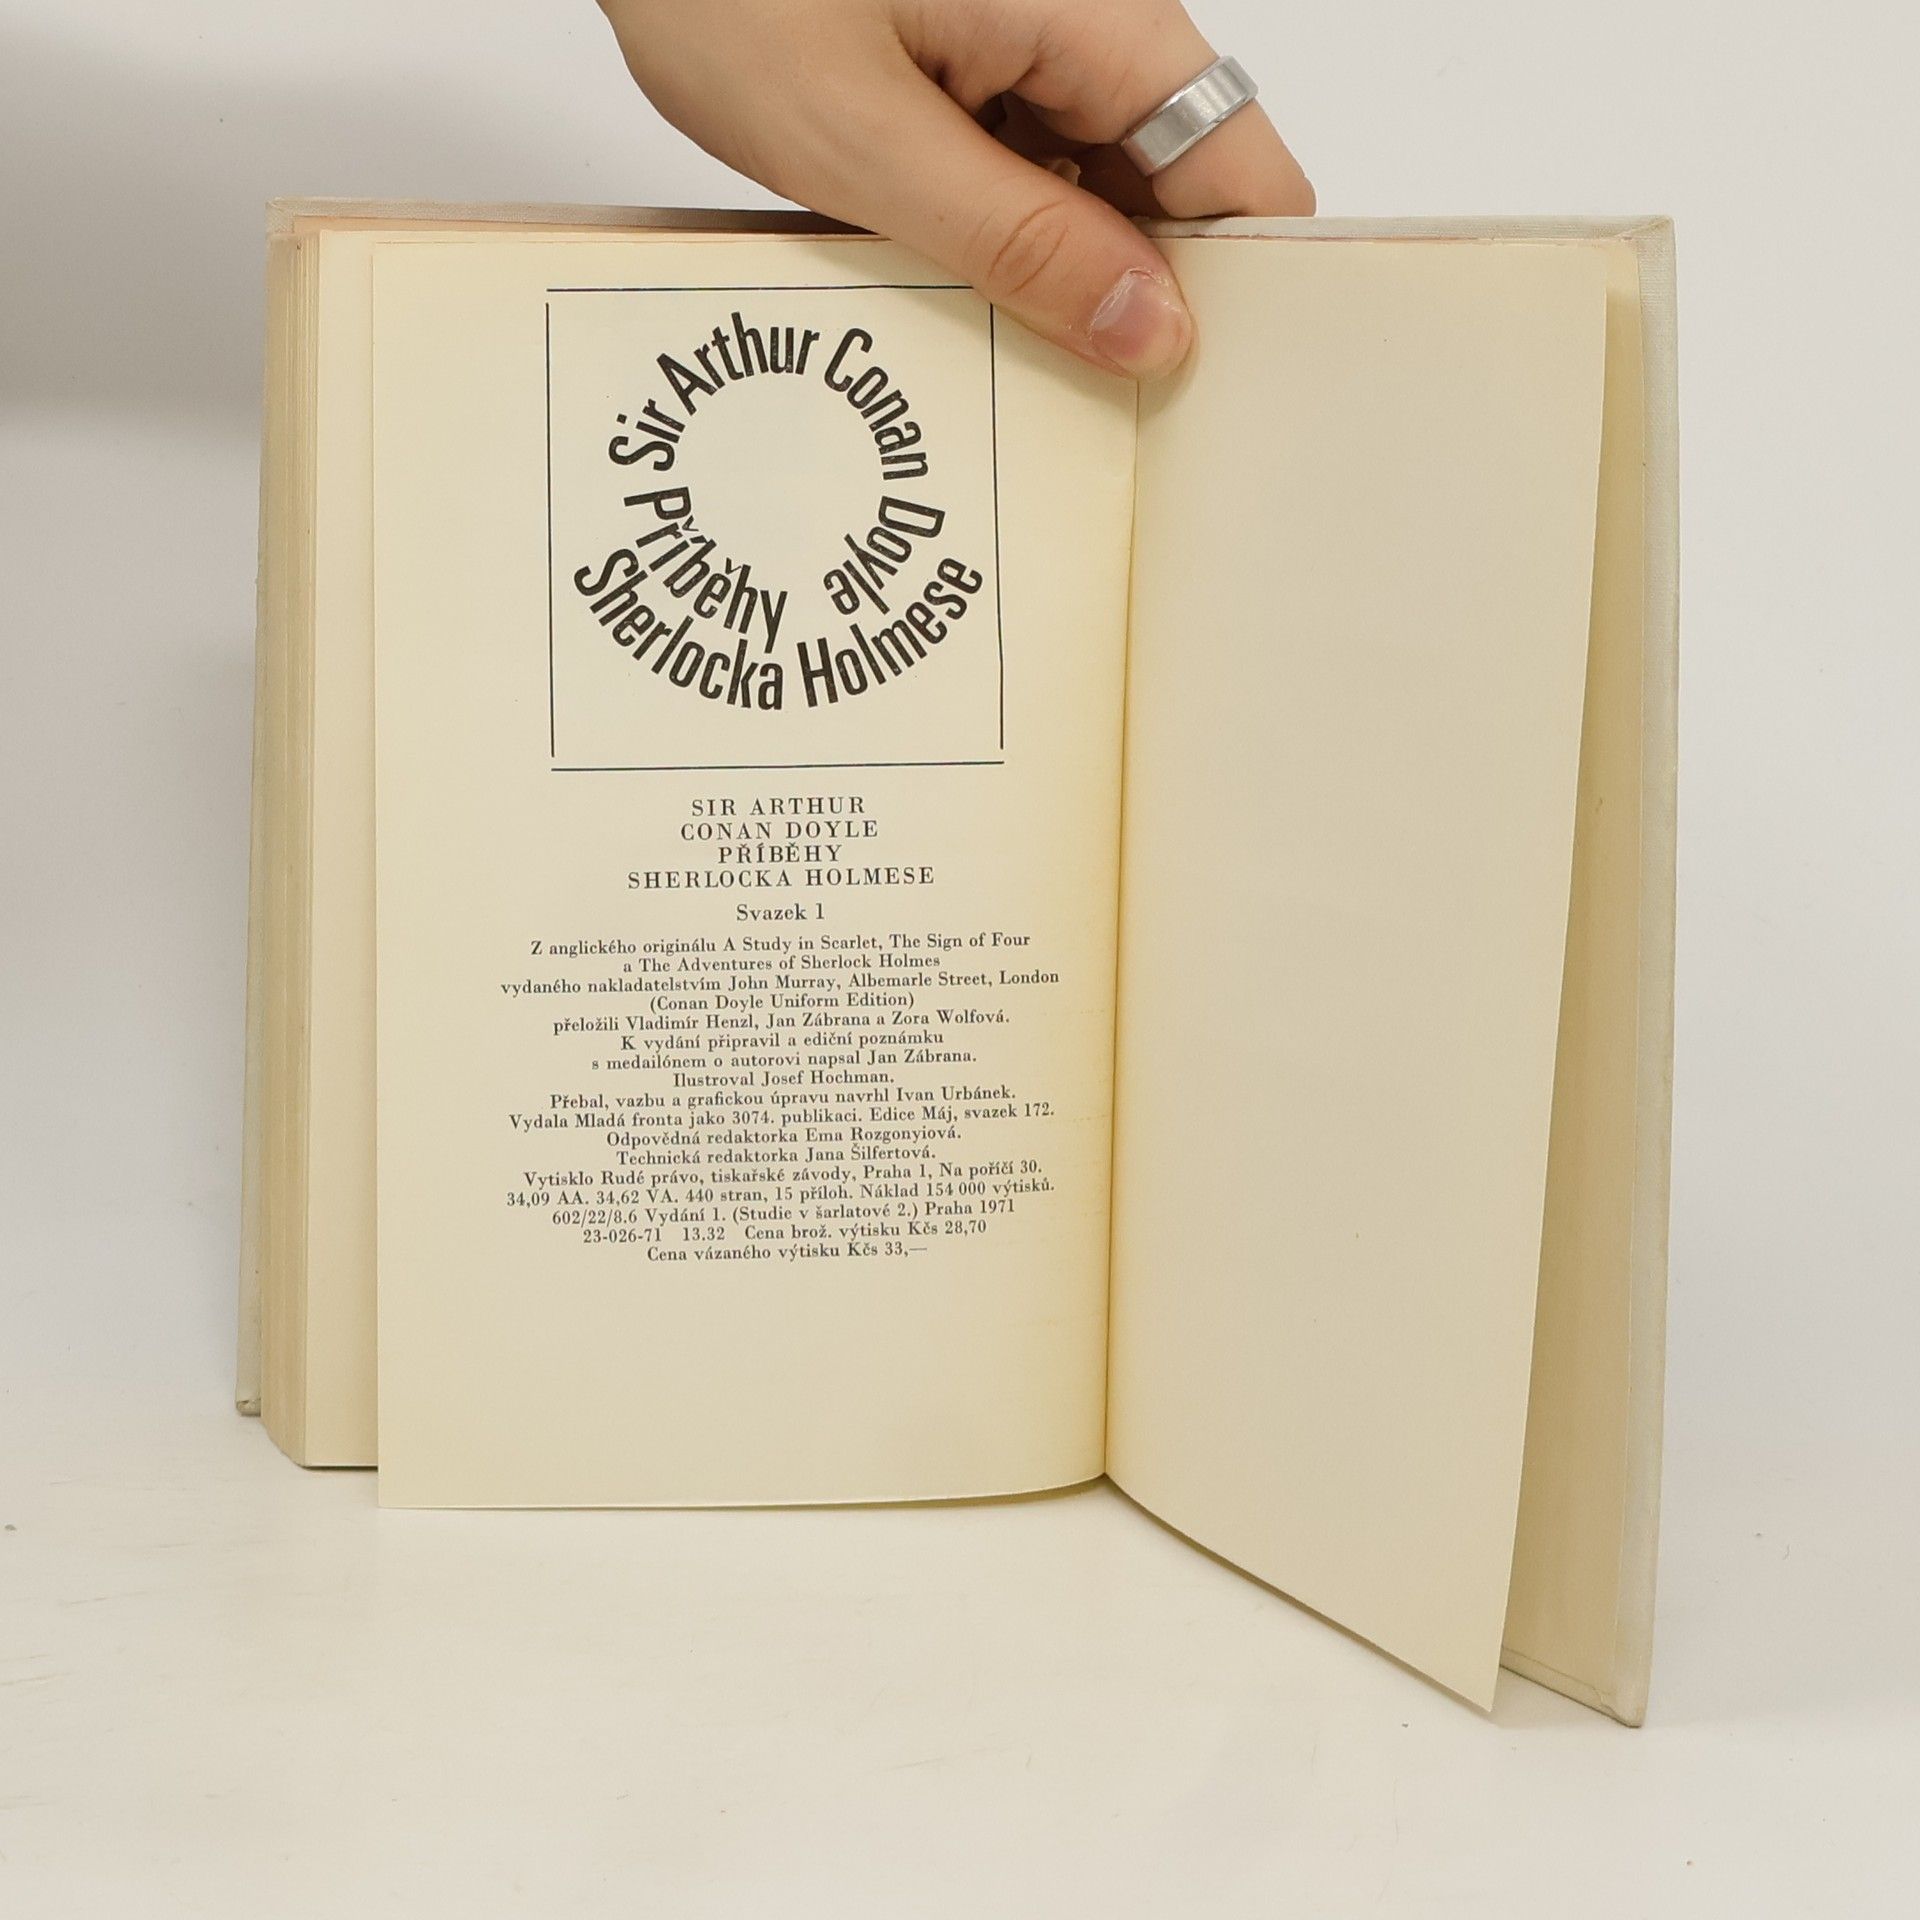 Sir Arthur Conan Doyle
Příběhy
Sherlocka Holmese
SIR ARTHUR
CONAN DOYLE
PŘÍBĚHY
SHERLOCKA HOLMESE
Svazek 1
Z anglického originálu A Study in Scarlet, The Sign of Four
a The Adventures of Sherlock Holmes
vydaného nakladatelstvím John Murray, Albemarle Street, London
(Conan Doyle Uniform Edition)
přeložili Vladimír Henzl, Jan Zábrana a Zora Wolfová.
K vydání připravil a ediční poznámku
s medailónem o autorovi napsal Jan Zábrana.
Ilustroval Josef Hochman.
Přebal, vazbu a grafickou úpravu navrhl Ivan Urbánek.
Vydala Mladá fronta jako 3074. publikaci. Edice Máj, svazek 172.
Odpovědná redaktorka Ema Rozgonyiová.
Technická redaktorka Jana Šilfertová.
Vytisklo Rudé právo, tiskařské závody, Praha 1, Na poříčí 30.
34,09 AA. 34,62 VA. 440 stran, 15 příloh. Náklad 154 000 výtisků.
602/22/8.6 Vydání 1. (Studie v šarlatové 2.) Praha 1971
23-026-71 13.32 Cena brož. výtisku Kčs 28,70
Cena vázaného výtisku Kčs 33,—